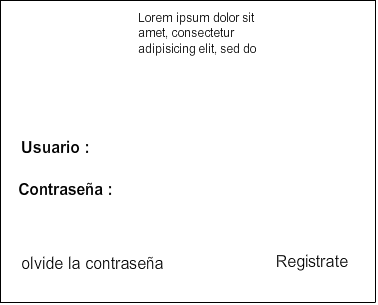 Lorem ipsum dolor sit
amet, consectetur
adipisicing elit, sed do
Usuario :
Contraseña :
olvide la contraseña
Registrate